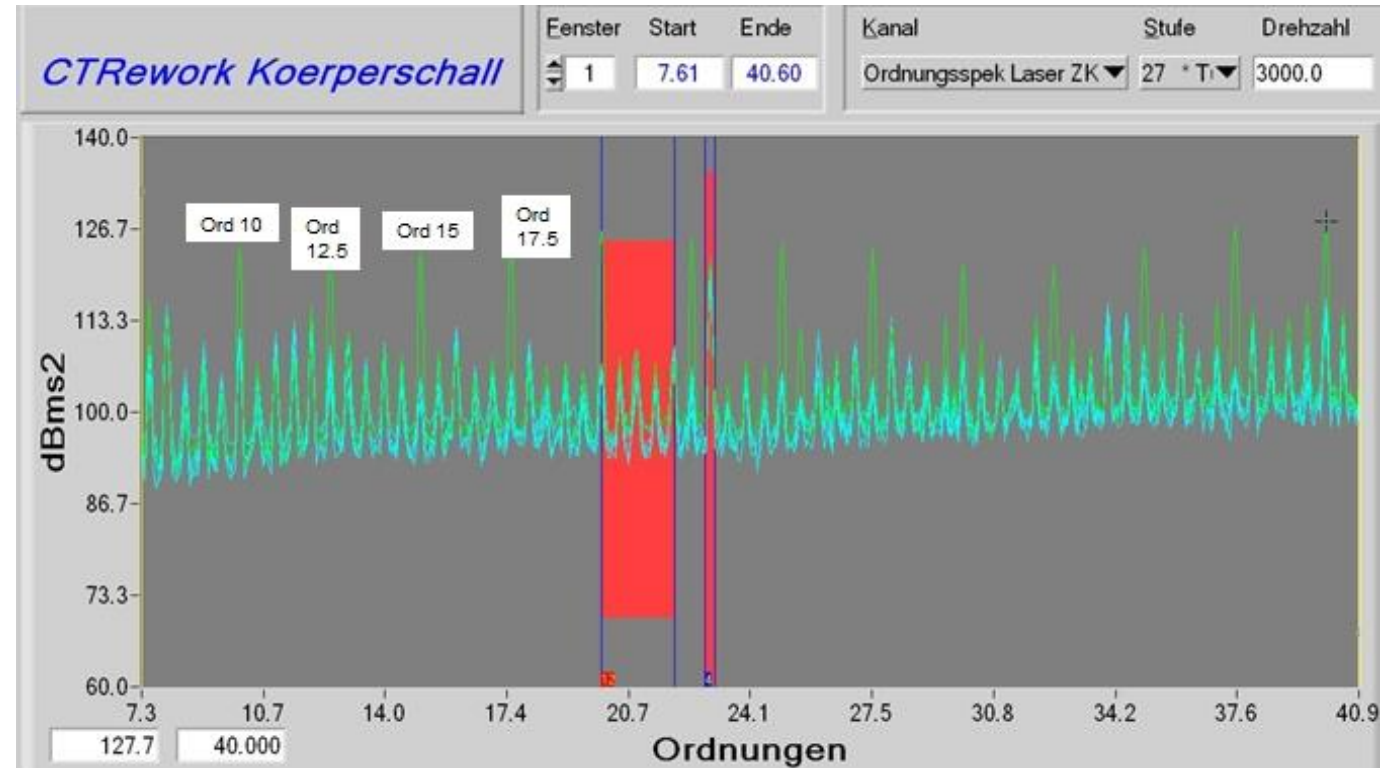 CTRework Koerperschall
Fenster Start Ende
1 7.61 40.60
Kanal Stufe Drehzahl
Ordnungsspek Laser ZK 27 3000.0
140.0
126.7
113.3
100.0
86.7
73.3
60.0
dBms2
Ord 10
Ord
12.5
Ord 15
Ord
17.5
12
4
7.3 10.7 14.0 17.4 20.7 24.1 27.5 30.8 34.2 37.6 40.9
127.7 40.000
Ordnungen